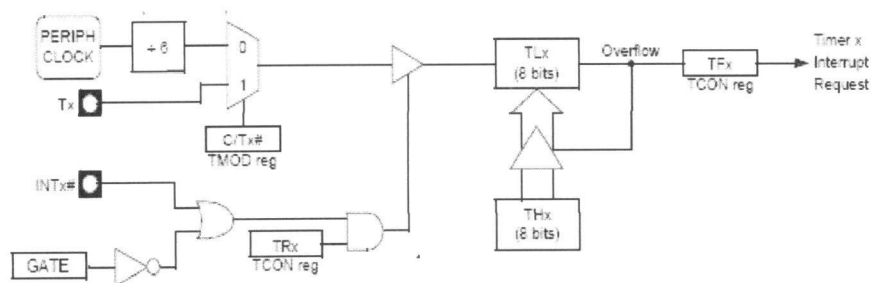 PERIPH
CLOCK
÷ 6
0
1
Tx
C/Tx#
TMOD reg
INTx#
GATE
TRx
TCON reg
TLx
(8 bits)
Overflow
TFx
TCON reg
Timer x
Interrupt
Request
THx
(8 bits)